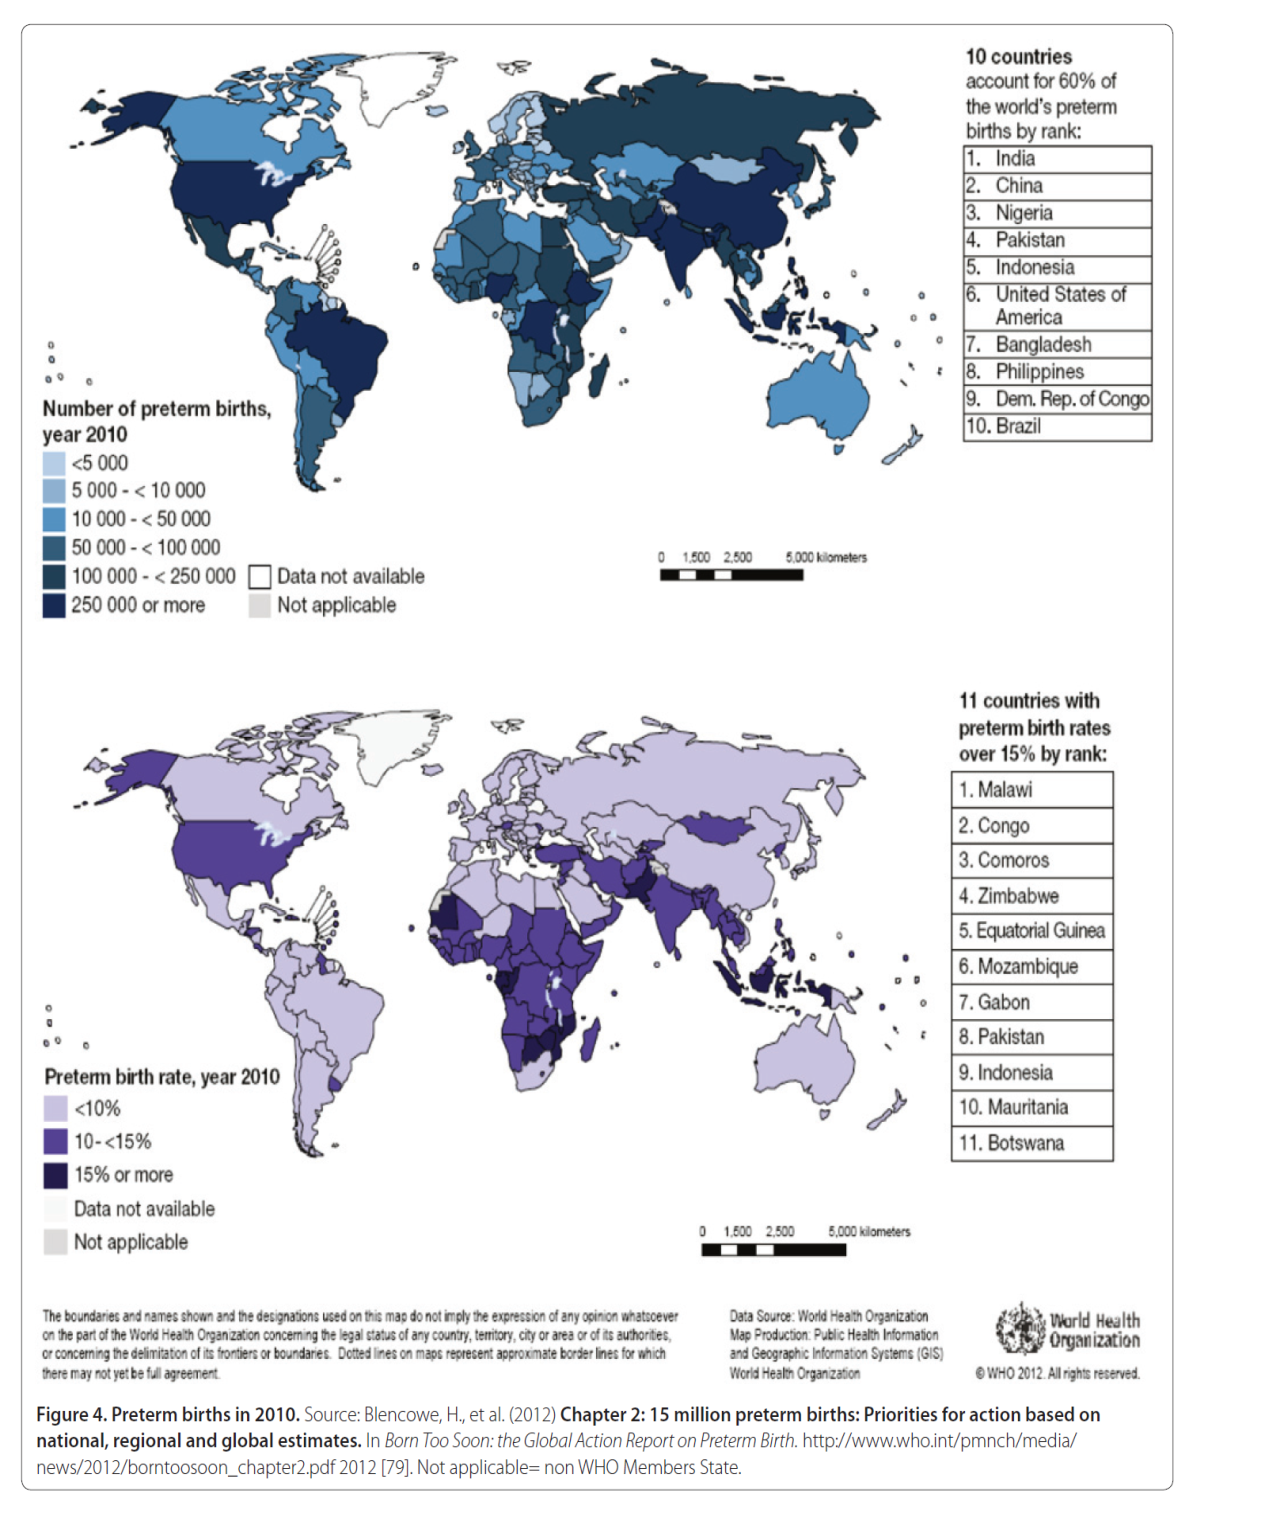 10 countries
account for 60% of
the world's preterm
births by rank:
1. India
2. China
3. Nigeria
4. Pakistan
5. Indonesia
6. United States of
America
7. Bangladesh
8. Philippines
9. Dem. Rep. of Congo
10. Brazil
Number of preterm births,
year 2010
<5 000
5 000 - < 10 000
10 000 - < 50 000
50 000 - < 100 000
100 000 - < 250 000
250 000 or more
Data not available
Not applicable
0 1,500 2,500 5,000 kilometers
11 countries with
preterm birth rates
over 15% by rank:
1. Malawi
2. Congo
3. Comoros
4. Zimbabwe
5. Equatorial Guinea
6. Mozambique
7. Gabon
8. Pakistan
9. Indonesia
10. Mauritania
11. Botswana
Preterm birth rate, year 2010
<10%
10-<15%
15% or more
Data not available
Not applicable
0 1,500 2,500 5,000 kilometers
The boundaries and names shown and the designations used on this map do not imply the expression of any opinion whatsoever
on the part of the World Health Organization concerning the legal status of any country, territory, city or area or of its authorities,
or concerning the delimitation of its frontiers or boundaries. Dotted lines on maps represent approximate border lines for which
there may not yet be full agreement.
Data Source: World Health Organization
Map Production: Public Health Information
and Geographic Information Systems (GIS)
World Health Organization
World Health
Organization
© WHO 2012. All rights reserved.
Figure 4. Preterm births in 2010. Source: Blencowe, H., et al. (2012) Chapter 2: 15 million preterm births: Priorities for action based on
national, regional and global estimates. In Born Too Soon: the Global Action Report on Preterm Birth. http://www.who.int/pmnch/media/
news/2012/borntoosoon_chapter2.pdf 2012 [79]. Not applicable= non WHO Members State.